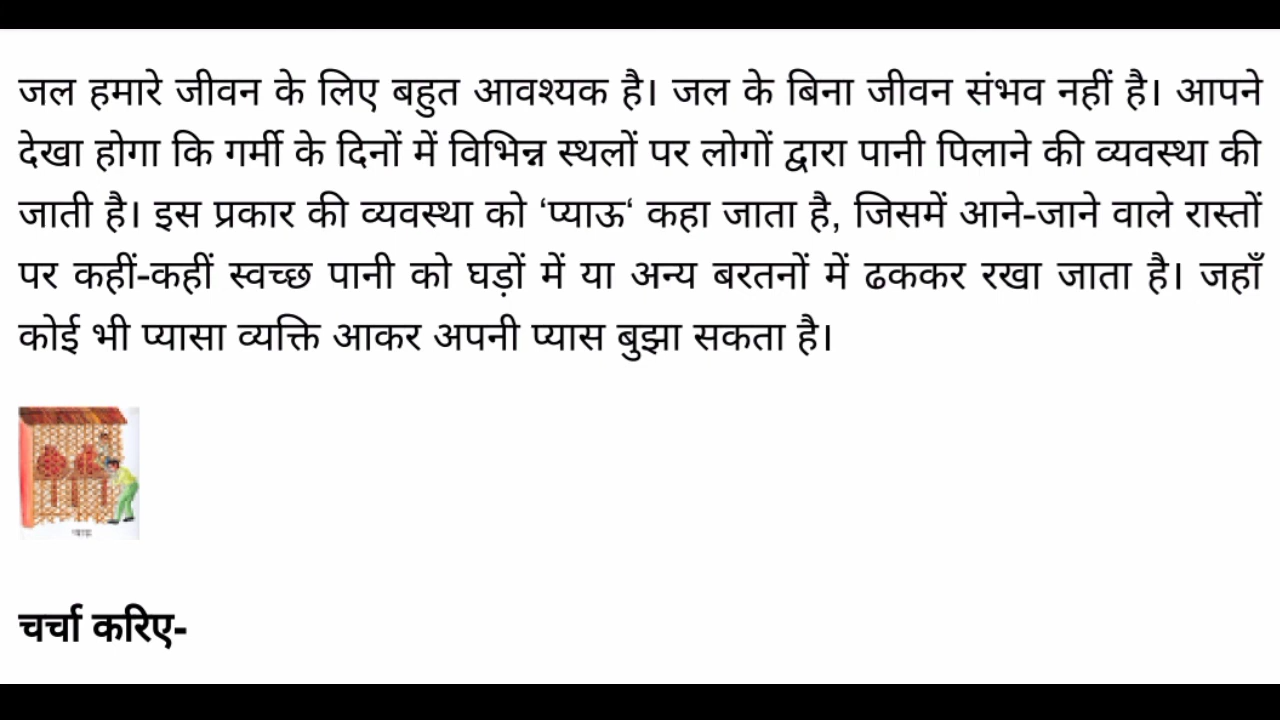 जल हमारे जीवन के लिए बहुत आवश्यक है। जल के बिना जीवन संभव नहीं है। आपने
देखा होगा कि गर्मी के दिनों में विभिन्न स्थलों पर लोगों द्वारा पानी पिलाने की व्यवस्था की
जाती है। इस प्रकार की व्यवस्था को ‘प्याऊ‘ कहा जाता है, जिसमें आने-जाने वाले रास्तों
पर कहीं-कहीं स्वच्छ पानी को घड़ों में या अन्य बरतनों में ढककर रखा जाता है। जहाँ
कोई भी प्यासा व्यक्ति आकर अपनी प्यास बुझा सकता है।
चर्चा करिए-